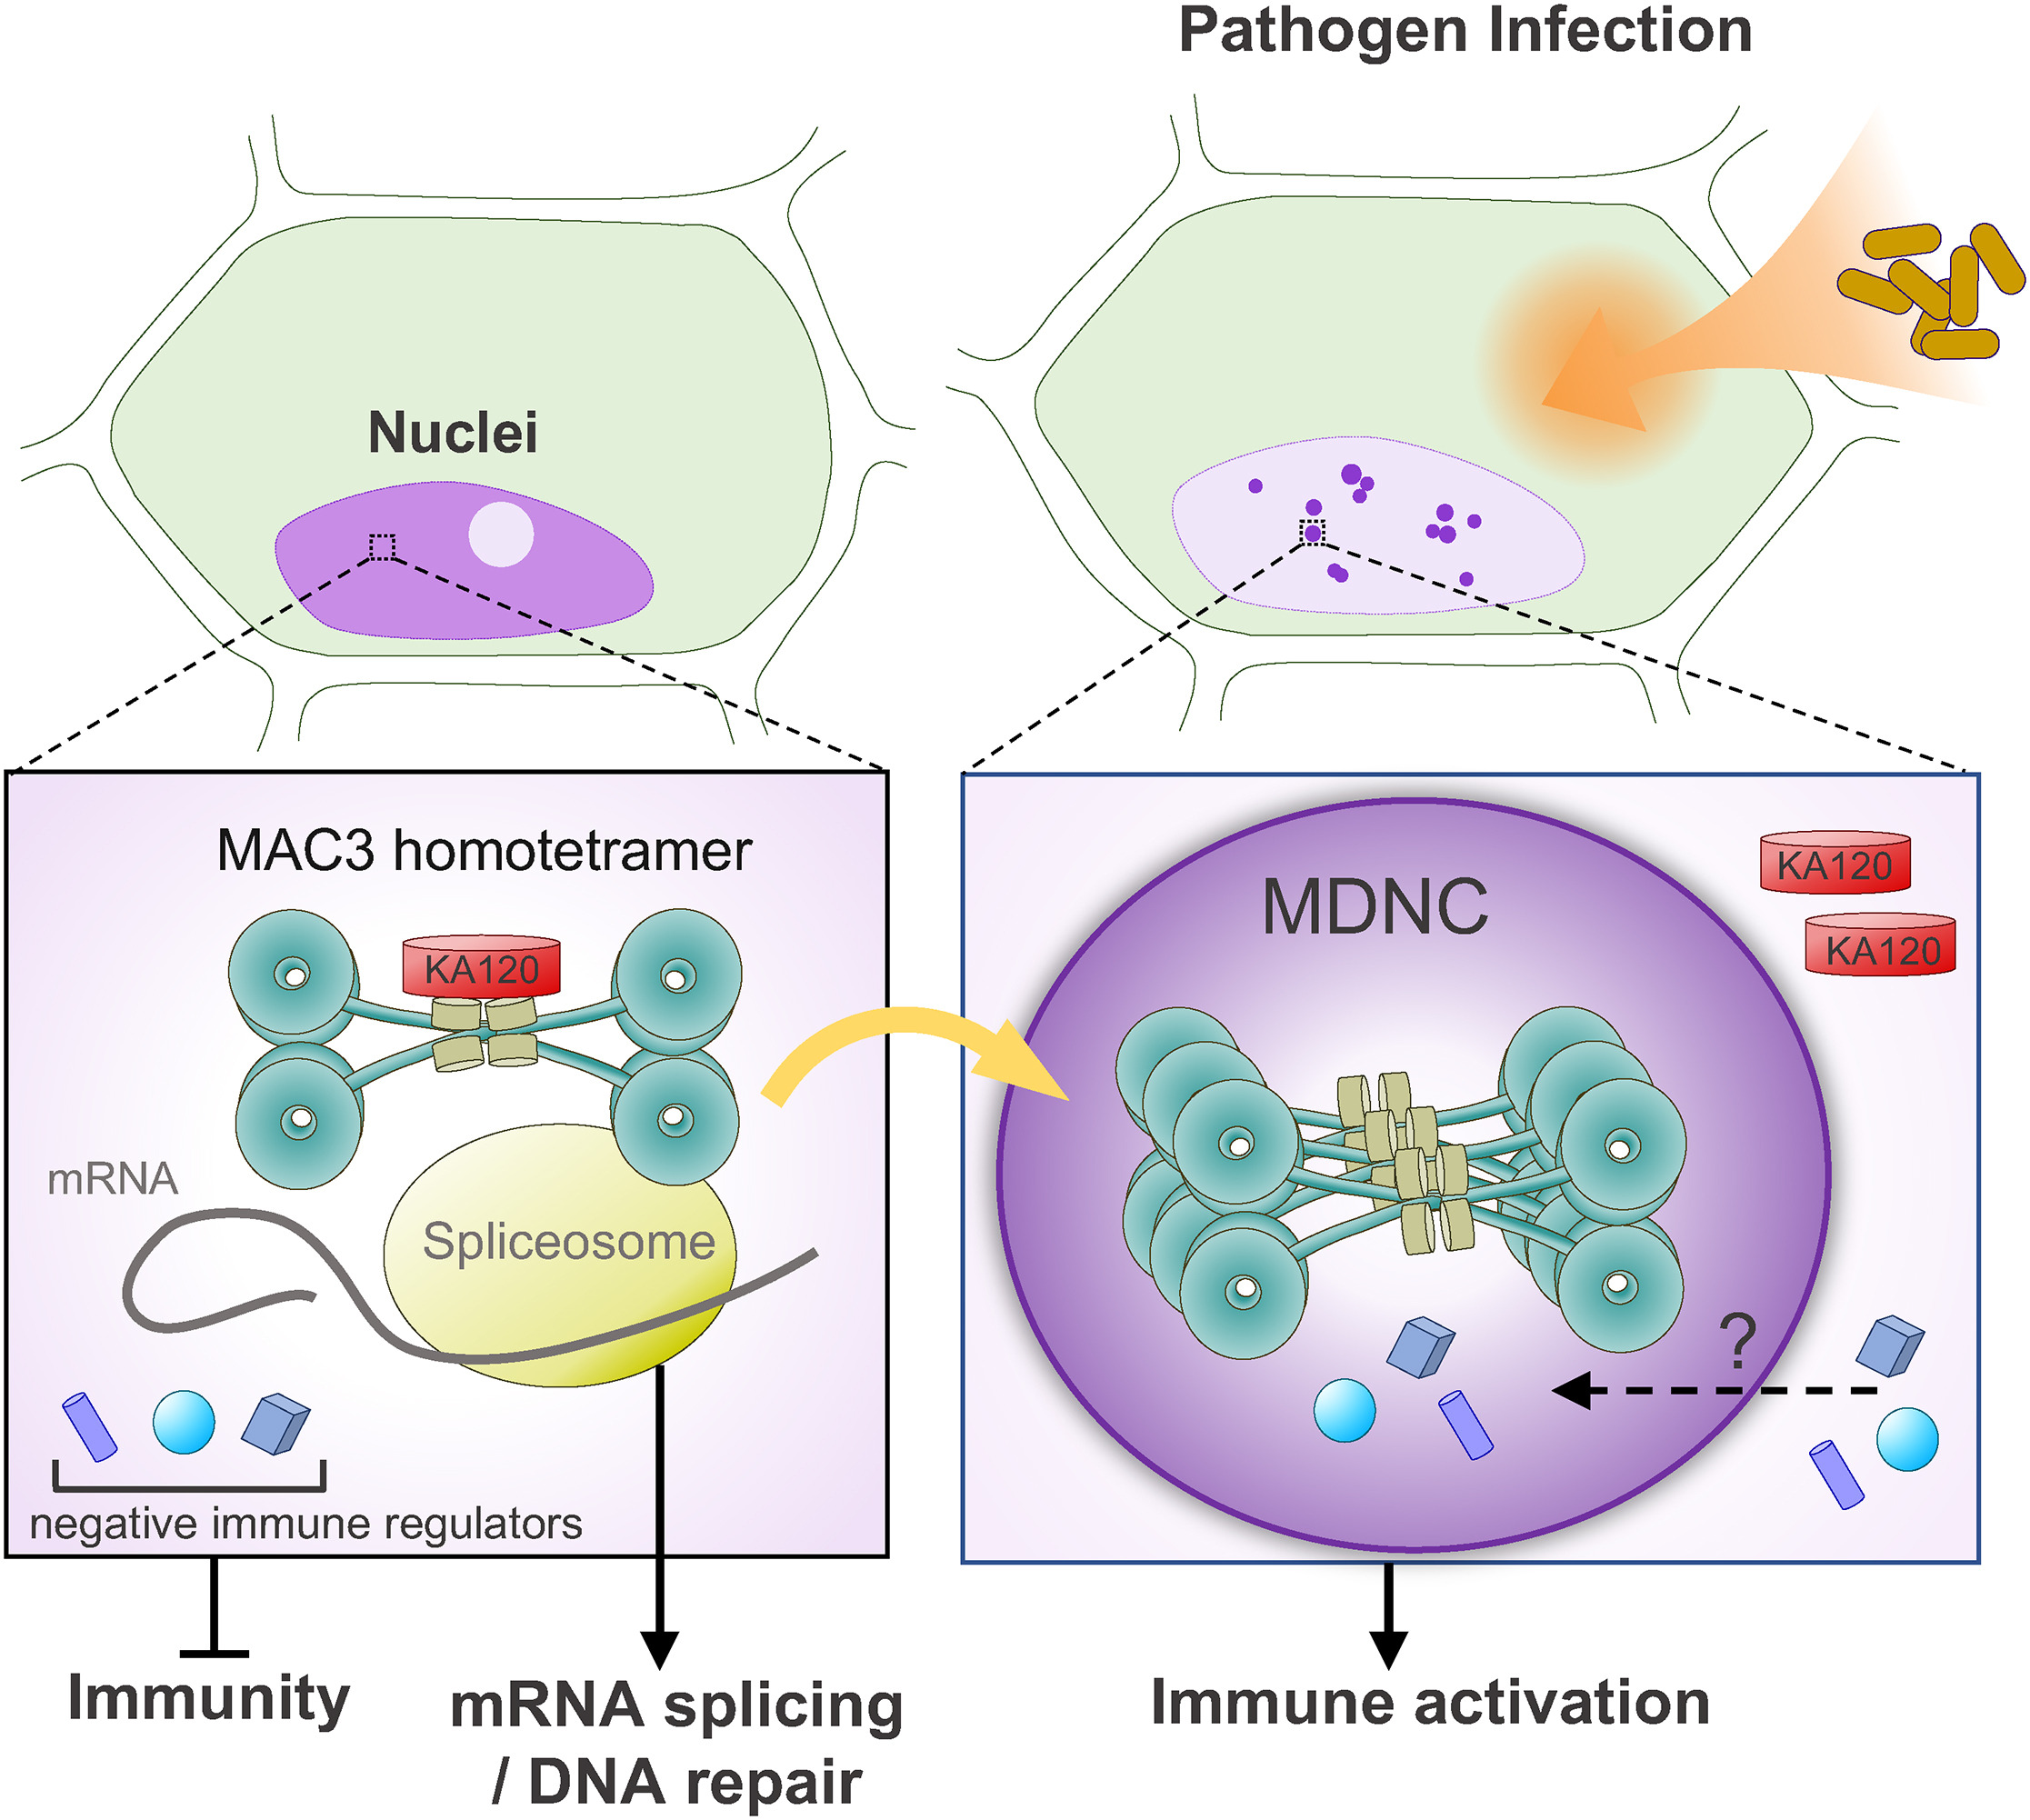 Pathogen Infection
Nuclei
MAC3 homotetramer
KA120
mRNA
Spliceosome
negative immune regulators
Immunity
mRNA splicing
/ DNA repair
MDNC
KA120
KA120
?
Immune activation